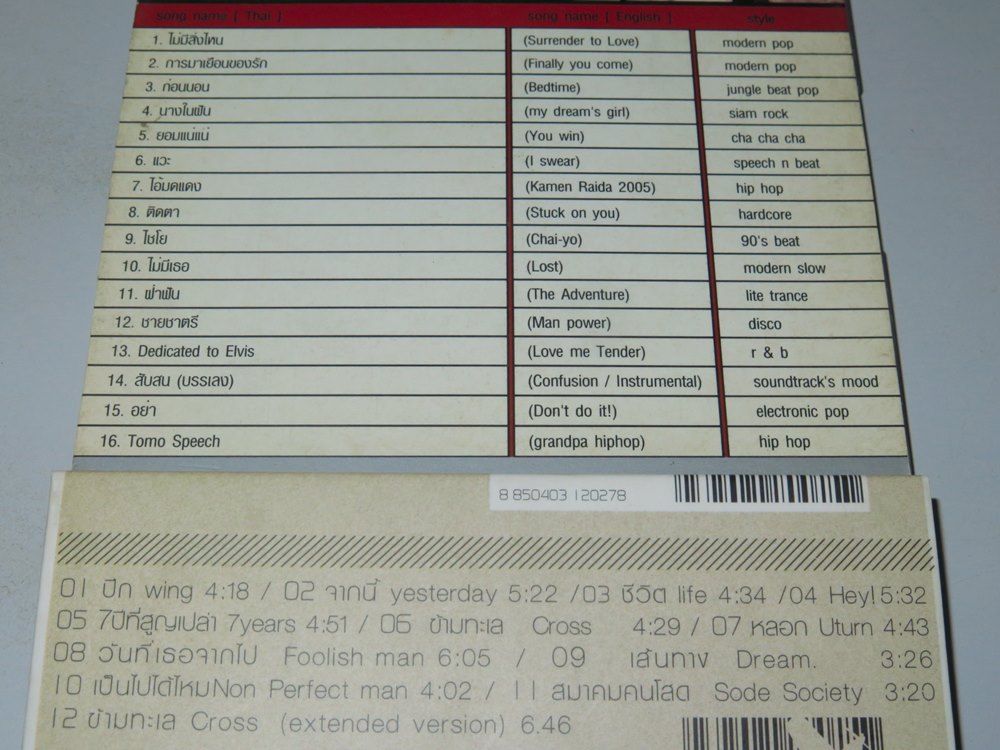 song name [ Thai ] song name [ English ] style
1. ไม่มีสิ่งไหน (Surrender to Love) modern pop
2. การมาเยือนของรัก (Finally you come) modern pop
3. ก่อนนอน (Bedtime) jungle beat pop
4. นางในฝัน (my dream's girl) siam rock
5. ยอมแน่แน่ (You win) cha cha cha
6. แวะ (I swear) speech n beat
7. ไอ้มดแดง (Kamen Raida 2005) hip hop
8. ติดตา (Stuck on you) hardcore
9. ไชโย (Chai-yo) 90's beat
10. ไม่มีเธอ (Lost) modern slow
11. ฝ่าฝัน (The Adventure) lite trance
12. ชายชาตรี (Man power) disco
13. Dedicated to Elvis (Love me Tender) r & b
14. สับสน (บรรเลง) (Confusion / Instrumental) soundtrack's mood
15. อย่า (Don't do it!) electronic pop
16. Tomo Speech (grandpa hiphop) hip hop
8 850403 120278
01 ปีก wing 4:18 / 02 จากนี้ yesterday 5:22 /03 ชีวิต life 4:34 /04 Hey! 5:32
05 7ปีที่สูญเปล่า 7years 4:51 / 06 ข้ามทะเล Cross 4:29 / 07 หลอก Uturn 4:43
08 วันที่เธอจากไป Foolish man 6:05 / 09 เส้นทาง Dream. 3:26
10 เป็นไปได้ไหม Non Perfect man 4:02 / 11 สมาคมคนโสด Sode Society 3:20
12 ข้ามทะเล Cross (extended version) 6.46